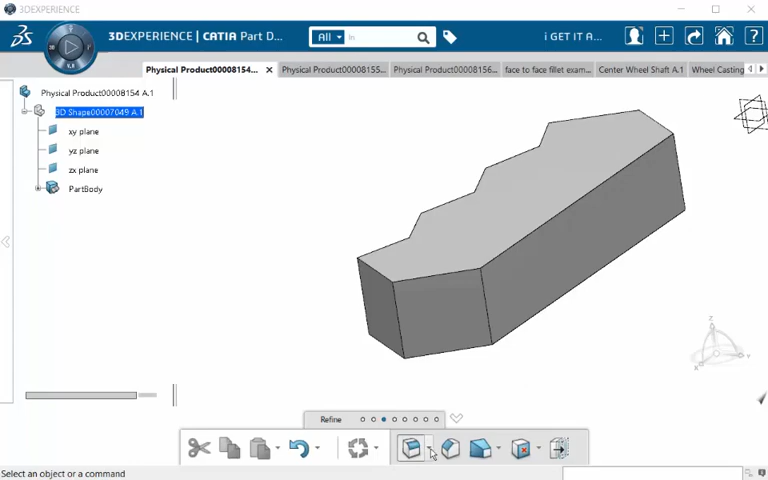 3DEXPERIENCE
3DEXPERIENCE | CATIA Part D...
All
In
i GET IT A...
3D
V.R
Physical Product00008154...
Physical Product00008155...
Physical Product00008156...
face to face fillet exam...
Center Wheel Shaft A.1
Wheel Casting
Physical Product00008154 A.1
3D Shape00007049 A.1
xy plane
yz plane
zx plane
PartBody
Z
Y
X
Refine
Select an object or a command